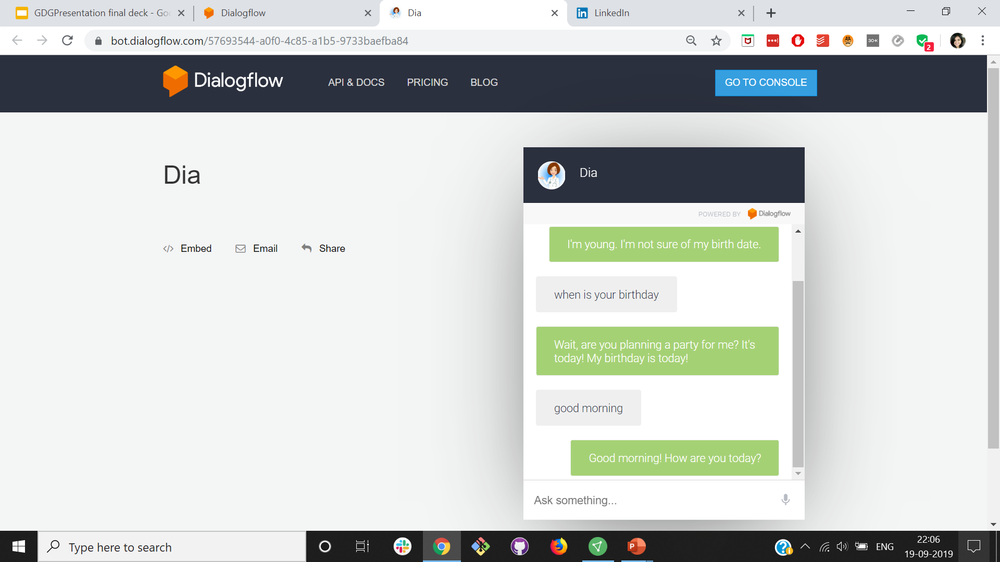 GDGPresentation final deck - Goo
Dialogflow
Dia
LinkedIn
bot.dialogflow.com/57693544-a0f0-4c85-a1b5-9733baefba84
30K
2
Dialogflow
API & DOCS
PRICING
BLOG
GO TO CONSOLE
Dia
Embed
Email
Share
Dia
POWERED BY Dialogflow
I'm young. I'm not sure of my birth date.
when is your birthday
Wait, are you planning a party for me? It's
today! My birthday is today!
good morning
Good morning! How are you today?
Ask something...
Type here to search
ENG
22:06
19-09-2019